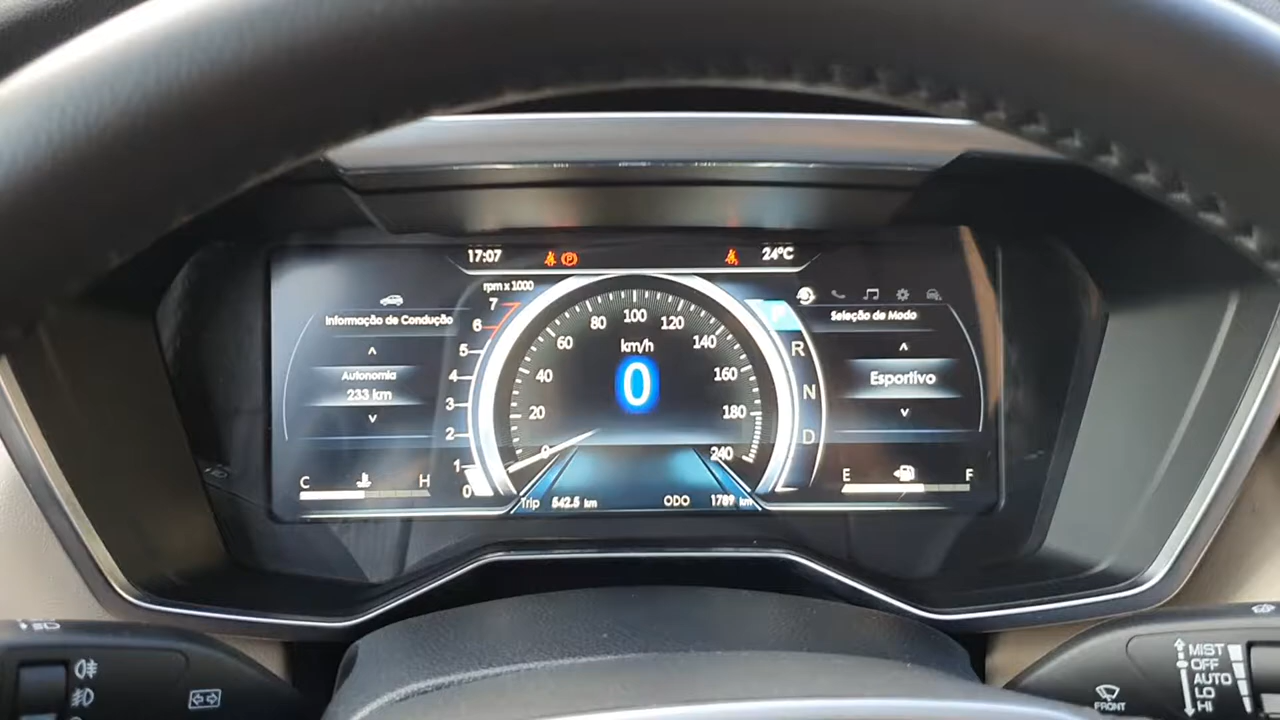 17:07
24°C
rpm x 1000
Informação de Condução
Autonomia
233 km
C H
7
6
5
4
3
2
1
0
0
20
40
60
80
100
120
140
160
180
240
km/h
0
Trip 542.5 km
ODO 1789 km
P
R
N
D
Seleção de Modo
Esportivo
E F
MIST
OFF
AUTO
LO
HI
FRONT